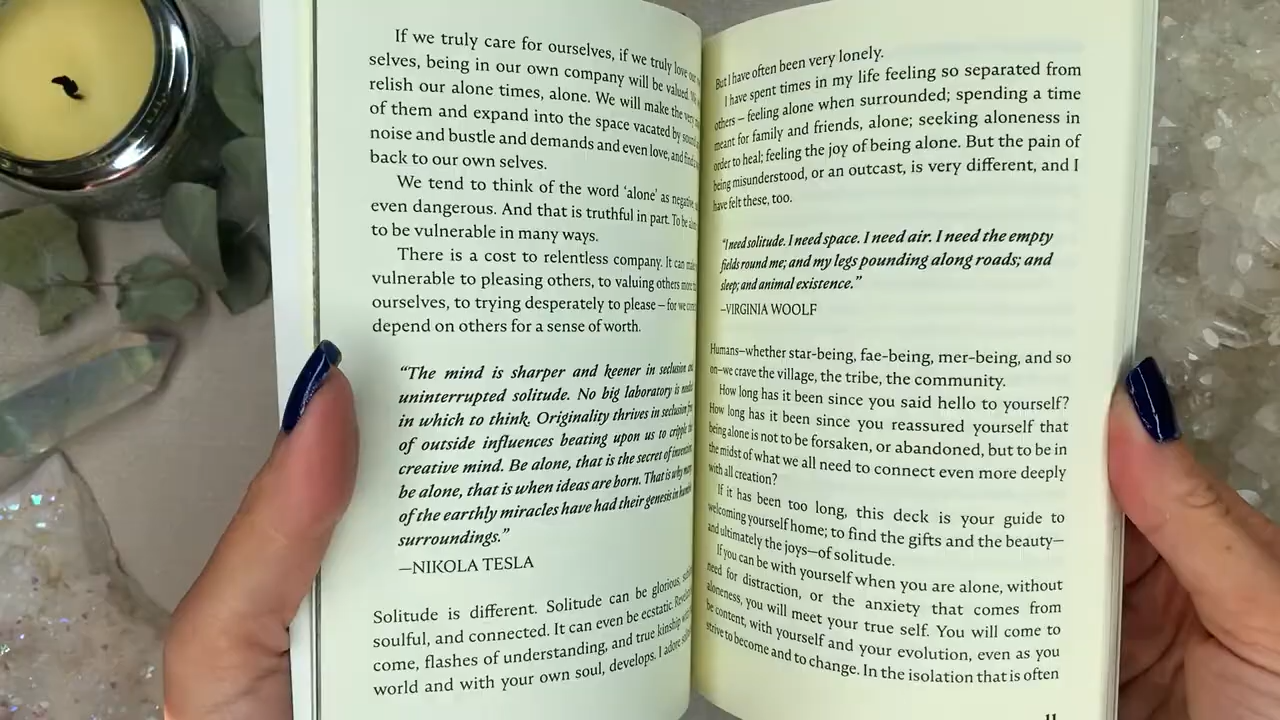 If we truly care for ourselves, if we truly love our
selves, being in our own company will be valued. We
relish our alone times, alone. We will make the very
of them and expand into the space vacated by sound
noise and bustle and demands and even love, and find
back to our own selves.
We tend to think of the word ‘alone’ as negative,
even dangerous. And that is truthful in part. To be
to be vulnerable in many ways.
There is a cost to relentless company. It can
vulnerable to pleasing others, to valuing others more
ourselves, to trying desperately to please – for we
depend on others for a sense of worth.
“The mind is sharper and keener in seclusion and
uninterrupted solitude. No big laboratory is needed
in which to think. Originality thrives in seclusion free
of outside influences beating upon us to cripple the
creative mind. Be alone, that is the secret of invention;
be alone, that is when ideas are born. That is why many
of the earthly miracles have had their genesis in humble
surroundings.”
—NIKOLA TESLA
Solitude is different. Solitude can be glorious,
soulful, and connected. It can even be ecstatic.
come, flashes of understanding, and true kinship
world and with your own soul, develops. I adore
But I have often been very lonely.
I have spent times in my life feeling so separated from
others – feeling alone when surrounded; spending a time
meant for family and friends, alone; seeking aloneness in
order to heal; feeling the joy of being alone. But the pain of
being misunderstood, or an outcast, is very different, and I
have felt these, too.
“I need solitude. I need space. I need air. I need the empty
fields round me; and my legs pounding along roads; and
sleep; and animal existence.”
–VIRGINIA WOOLF
Humans—whether star-being, fae-being, mer-being, and so
on—we crave the village, the tribe, the community.
How long has it been since you said hello to yourself?
How long has it been since you reassured yourself that
being alone is not to be forsaken, or abandoned, but to be in
the midst of what we all need to connect even more deeply
with all creation?
If it has been too long, this deck is your guide to
welcoming yourself home; to find the gifts and the beauty—
and ultimately the joys—of solitude.
If you can be with yourself when you are alone, without
need for distraction, or the anxiety that comes from
aloneness, you will meet your true self. You will come to
be content, with yourself and your evolution, even as you
strive to become and to change. In the isolation that is often